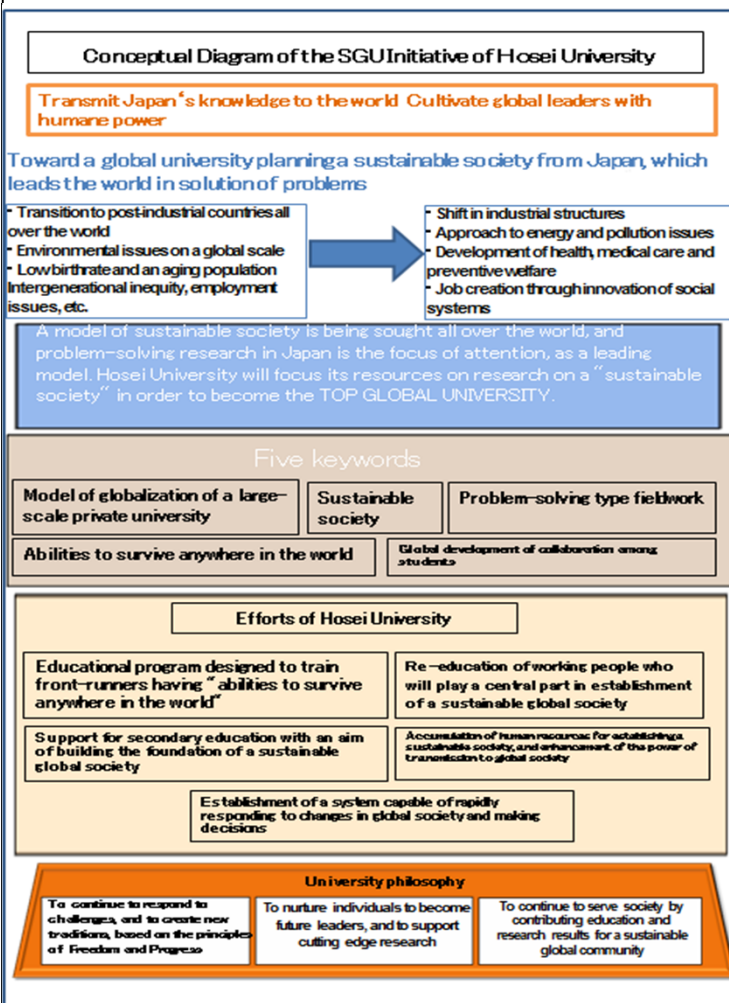 Conceptual Diagram of the SGU Initiative of Hosei University
Transmit Japan's knowledge to the world Cultivate global leaders with
humane power
Toward a global university planning a sustainable society from Japan, which
leads the world in solution of problems
- Transition to post-industrial countries all
over the world
- Environmental issues on a global scale
- Low birthrate and an aging population
Intergenerational inequity, employment
issues, etc.
- Shift in industrial structures
- Approach to energy and pollution issues
- Development of health, medical care and
preventive welfare
- Job creation through innovation of social
systems
A model of sustainable society is being sought all over the world, and
problem-solving research in Japan is the focus of attention, as a leading
model. Hosei University will focus its resources on research on a "sustainable
society" in order to become the TOP GLOBAL UNIVERSITY.
Five keywords
Model of globalization of a large-
scale private university
Sustainable
society
Problem-solving type fieldwork
Abilities to survive anywhere in the world
Global development of collaboration among
students
Efforts of Hosei University
Educational program designed to train
front-runners having "abilities to survive
anywhere in the world"
Re-education of working people who
will play a central part in establishment
of a sustainable global society
Support for secondary education with an aim
of building the foundation of a sustainable
global society
Accumulation of human resources for establishing a
sustainable society, and enhancement of the power of
transmission to global society
Establishment of a system capable of rapidly
responding to changes in global society and making
decisions
University philosophy
To continue to respond to
challenges, and to create new
traditions, based on the principles
of Freedom and Progress
To nurture individuals to become
future leaders, and to support
cutting edge research
To continue to serve society by
contributing education and
research results for a sustainable
global community